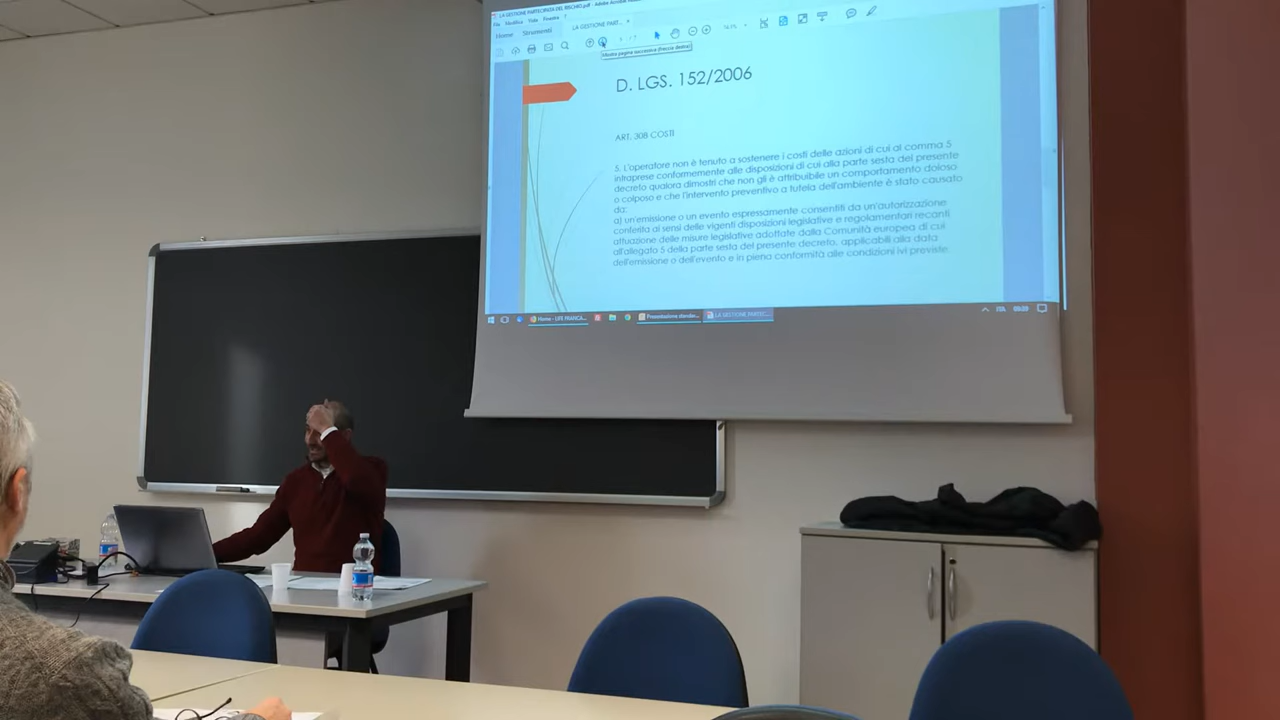 LA GESTIONE PARTECIPATA DEL RISCHIO.pdf - Adobe Acrobat
File Modifica Vista Finestra ?
Home Strumenti LA GESTIONE PART... ×
Mostra pagina successiva (freccia destra)
D. LGS. 152/2006
ART. 308 COSTI
5. L'operatore non è tenuto a sostenere i costi delle azioni di cui al comma 5
intraprese conformemente alle disposizioni di cui alla parte sesta del presente
decreto qualora dimostri che non gli è attribuibile un comportamento doloso
o colposo e che l'intervento preventivo a tutela dell'ambiente è stato causato
da:
a) un'emissione o un evento espressamente consentiti da un'autorizzazione
conferita ai sensi delle vigenti disposizioni legislative e regolamentari recanti
attuazione delle misure legislative adottate dalla Comunità europea di cui
all'allegato 5 della parte sesta del presente decreto, applicabili alla data
dell'emissione o dell'evento e in piena conformità alle condizioni ivi previste.
Home - LIFE FRANCA... Presentazione standar... LA GESTIONE PARTEC... ITA